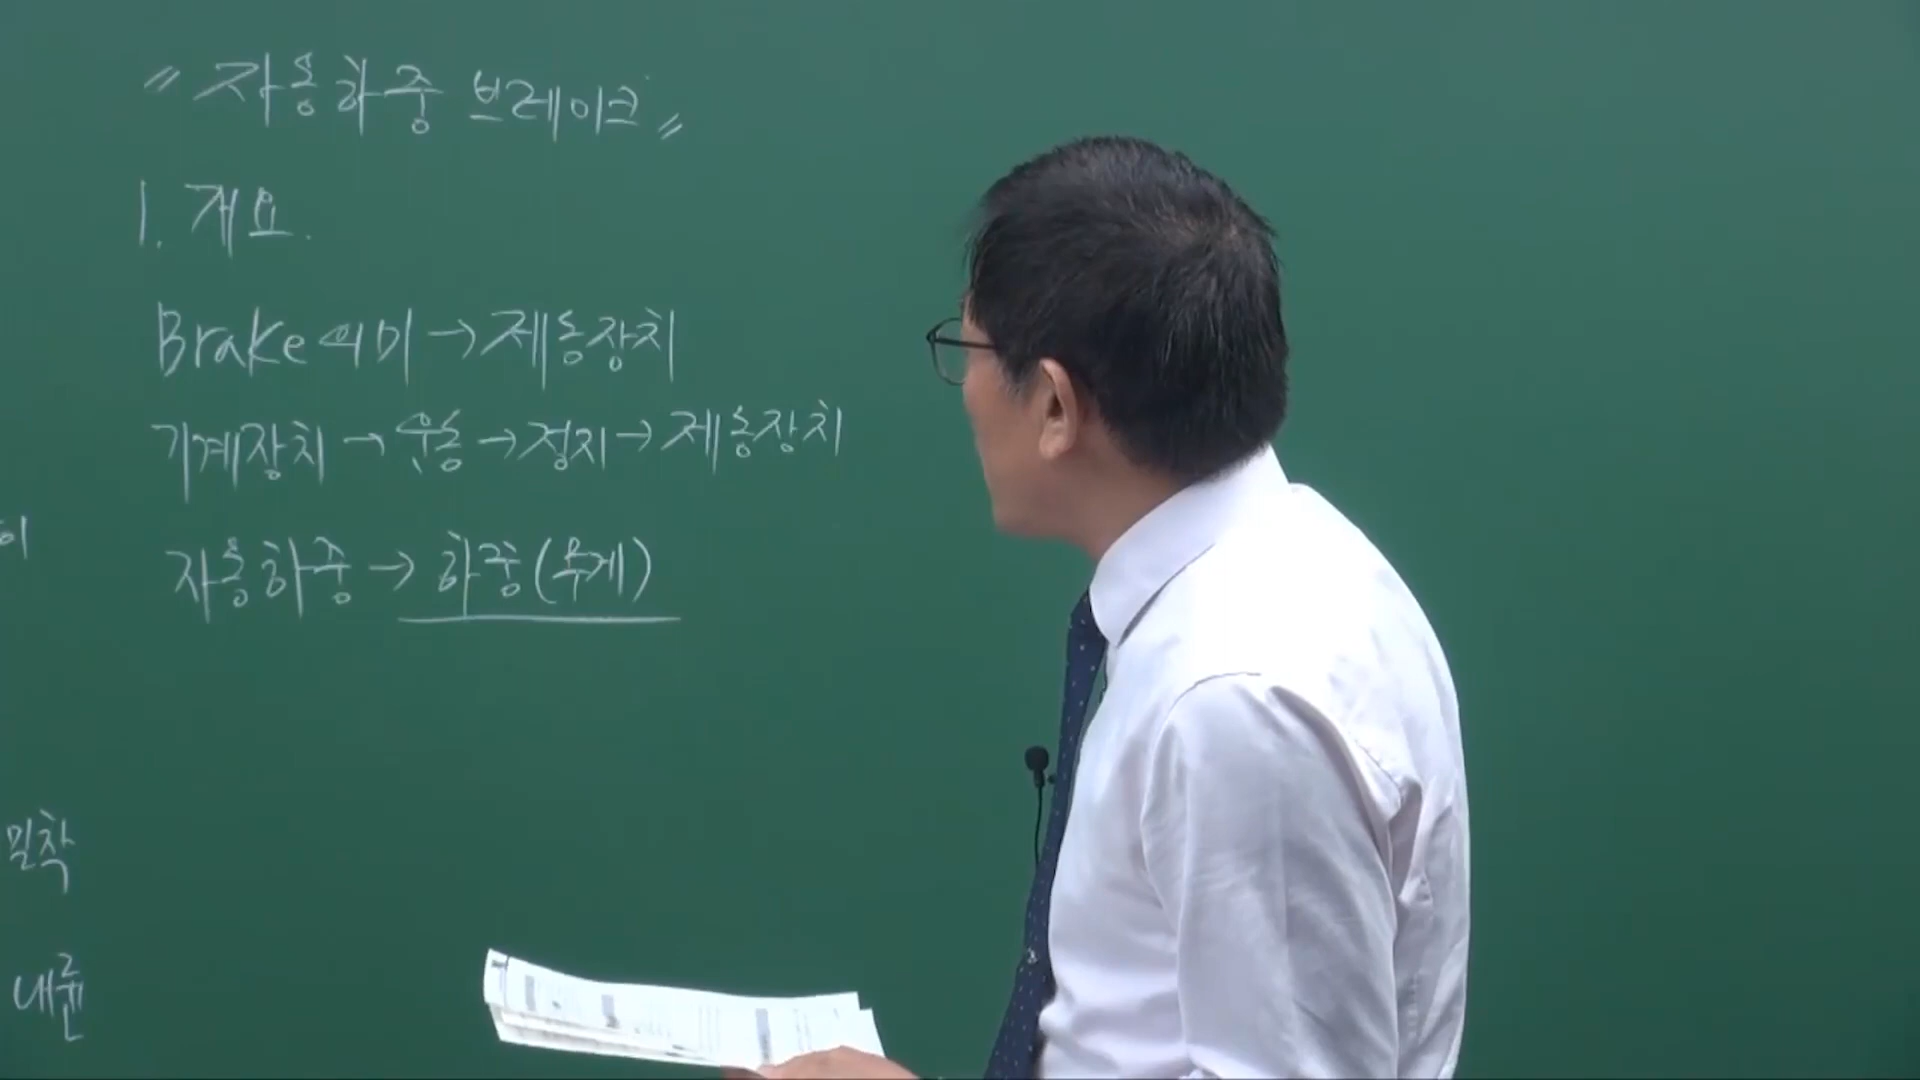 " 자동하중 브레이크 "
1. 개요.
Brake 의미 → 제동장치
기계장치 → 운동 → 정지 → 제동장치
자동하중 → 하중(무게)
이
밀착
내륜